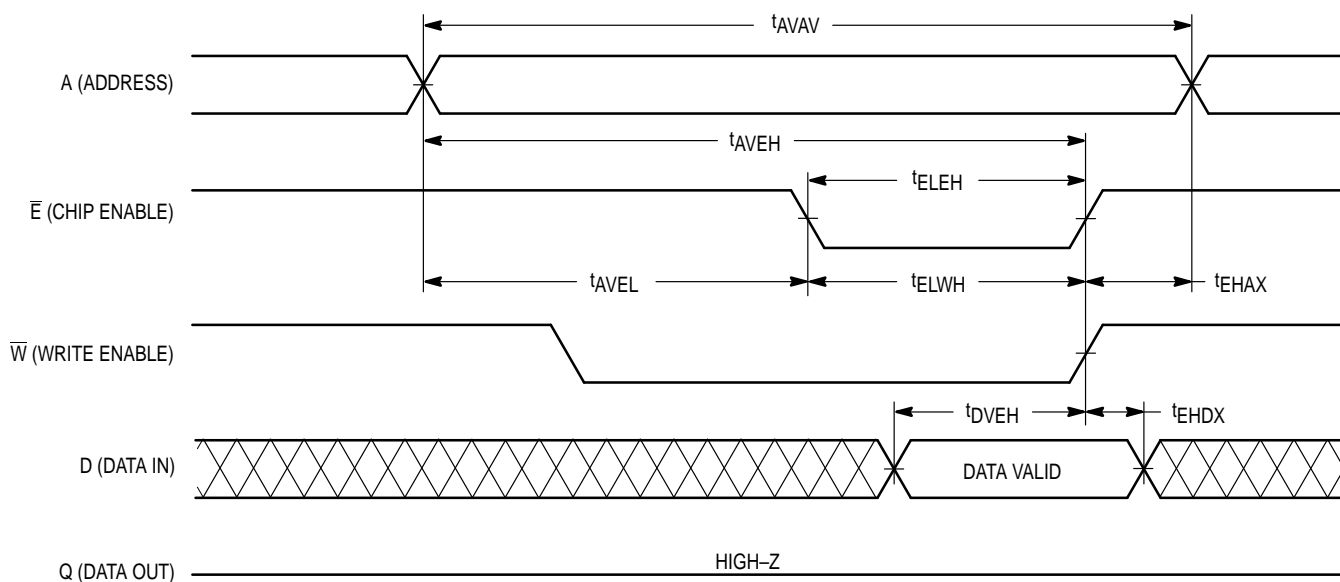 tAVAV
A (ADDRESS)
tAVEH
tELEH
E̅ (CHIP ENABLE)
tAVEL
tELWH
tEHAX
W̅ (WRITE ENABLE)
tDVEH
tEHDX
D (DATA IN)
DATA VALID
HIGH–Z
Q (DATA OUT)